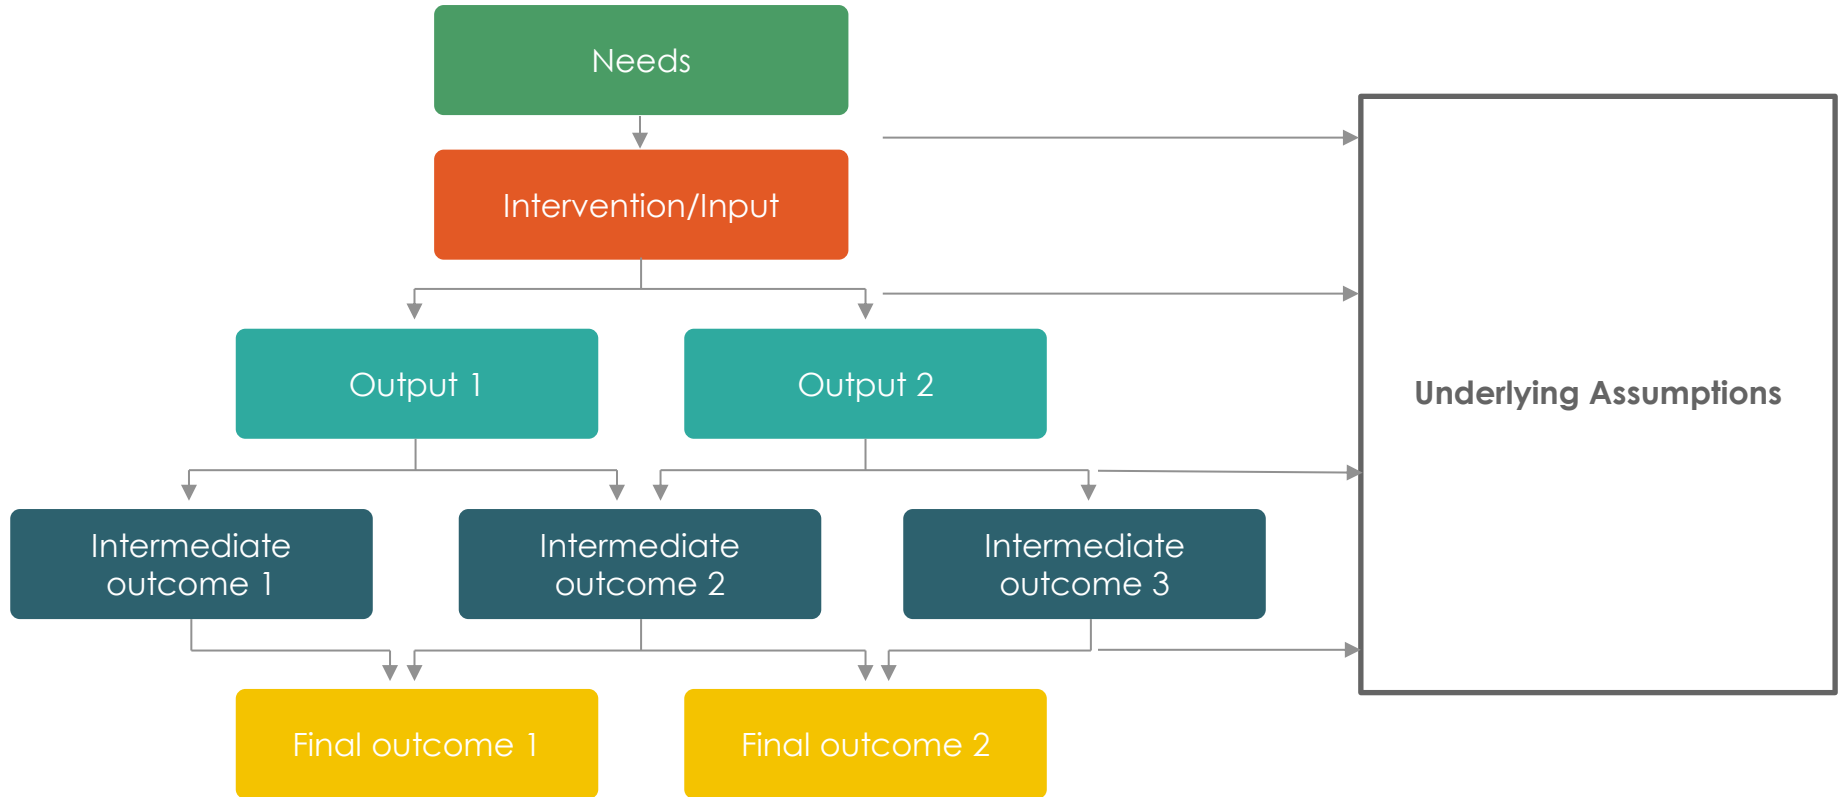 Needs
Intervention/Input
Output 1
Output 2
Underlying Assumptions
Intermediate
outcome 1
Intermediate
outcome 2
Intermediate
outcome 3
Final outcome 1
Final outcome 2